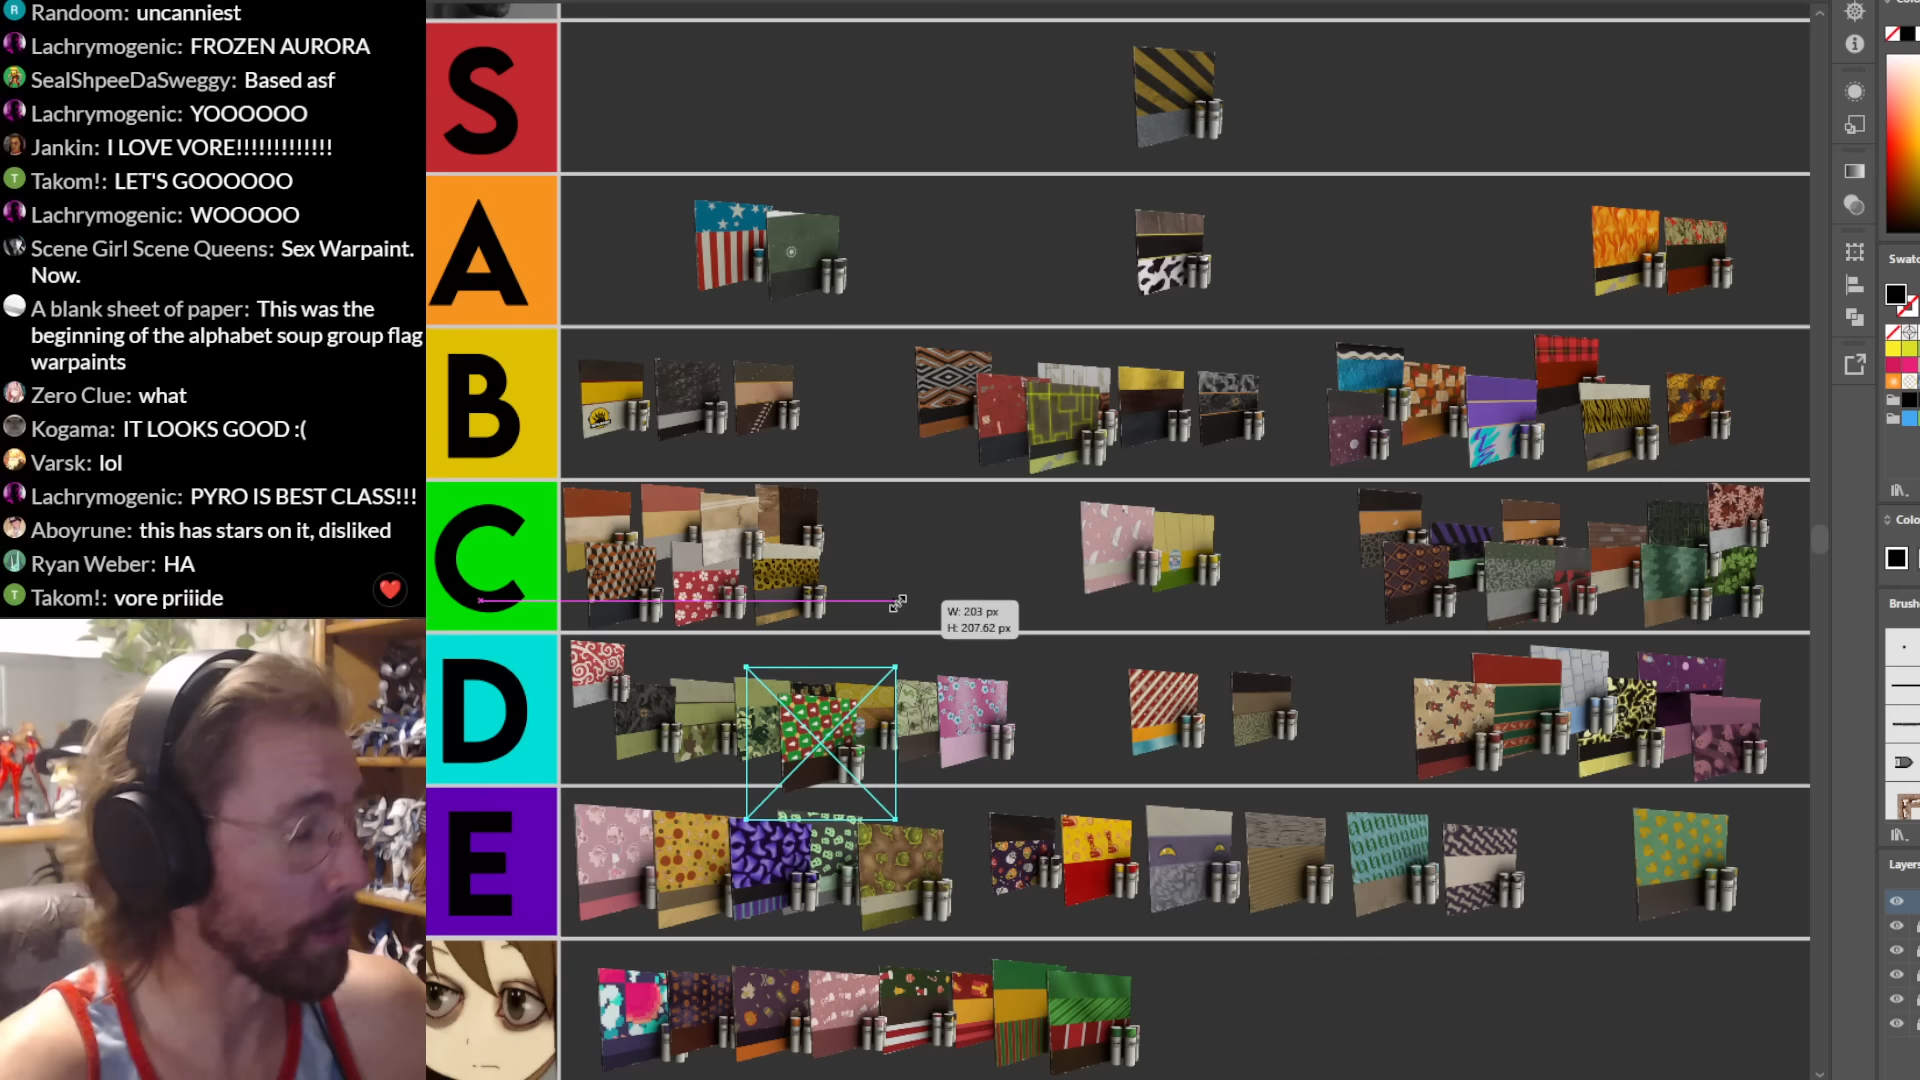 Randoom: uncanniest
Lachrymogenic: FROZEN AURORA
SealShpeeDaSweggy: Based asf
Lachrymogenic: YOOOOOO
Jankin: I LOVE VORE!!!!!!!!!!!!!
Takom!: LET'S GOOOOOO
Lachrymogenic: WOOOOO
Scene Girl Scene Queens: Sex Warpaint.
Now.
A blank sheet of paper: This was the
beginning of the alphabet soup group flag
warpaints
Zero Clue: what
Kogama: IT LOOKS GOOD :(
Varsk: lol
Lachrymogenic: PYRO IS BEST CLASS!!!
Aboyrune: this has stars on it, disliked
Ryan Weber: HA
Takom!: vore priiide
S
A
B
C
D
E
W: 203 px
H: 207.62 px
Swatc
Colo
Brushe
Layers